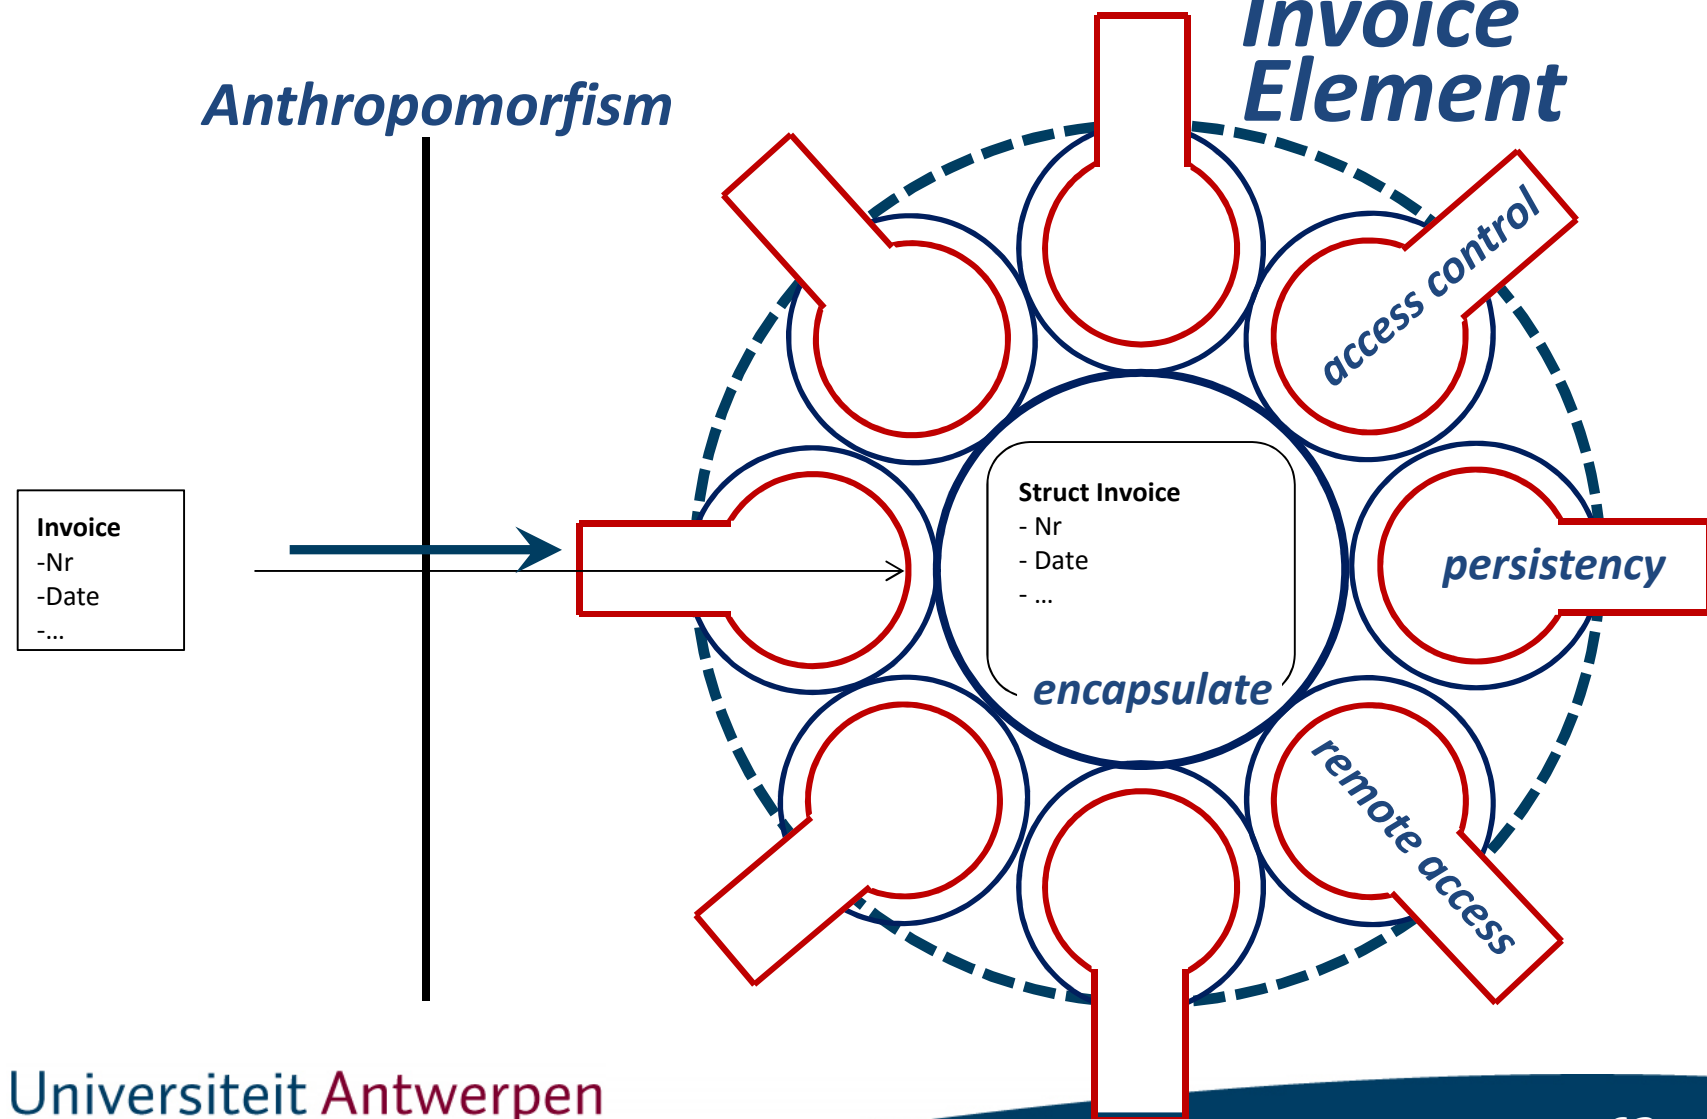 Invoice
Element
Anthropomorfism
access control
Invoice
-Nr
-Date
-...
Struct Invoice
- Nr
- Date
- ...
encapsulate
persistency
remote access
Universiteit Antwerpen